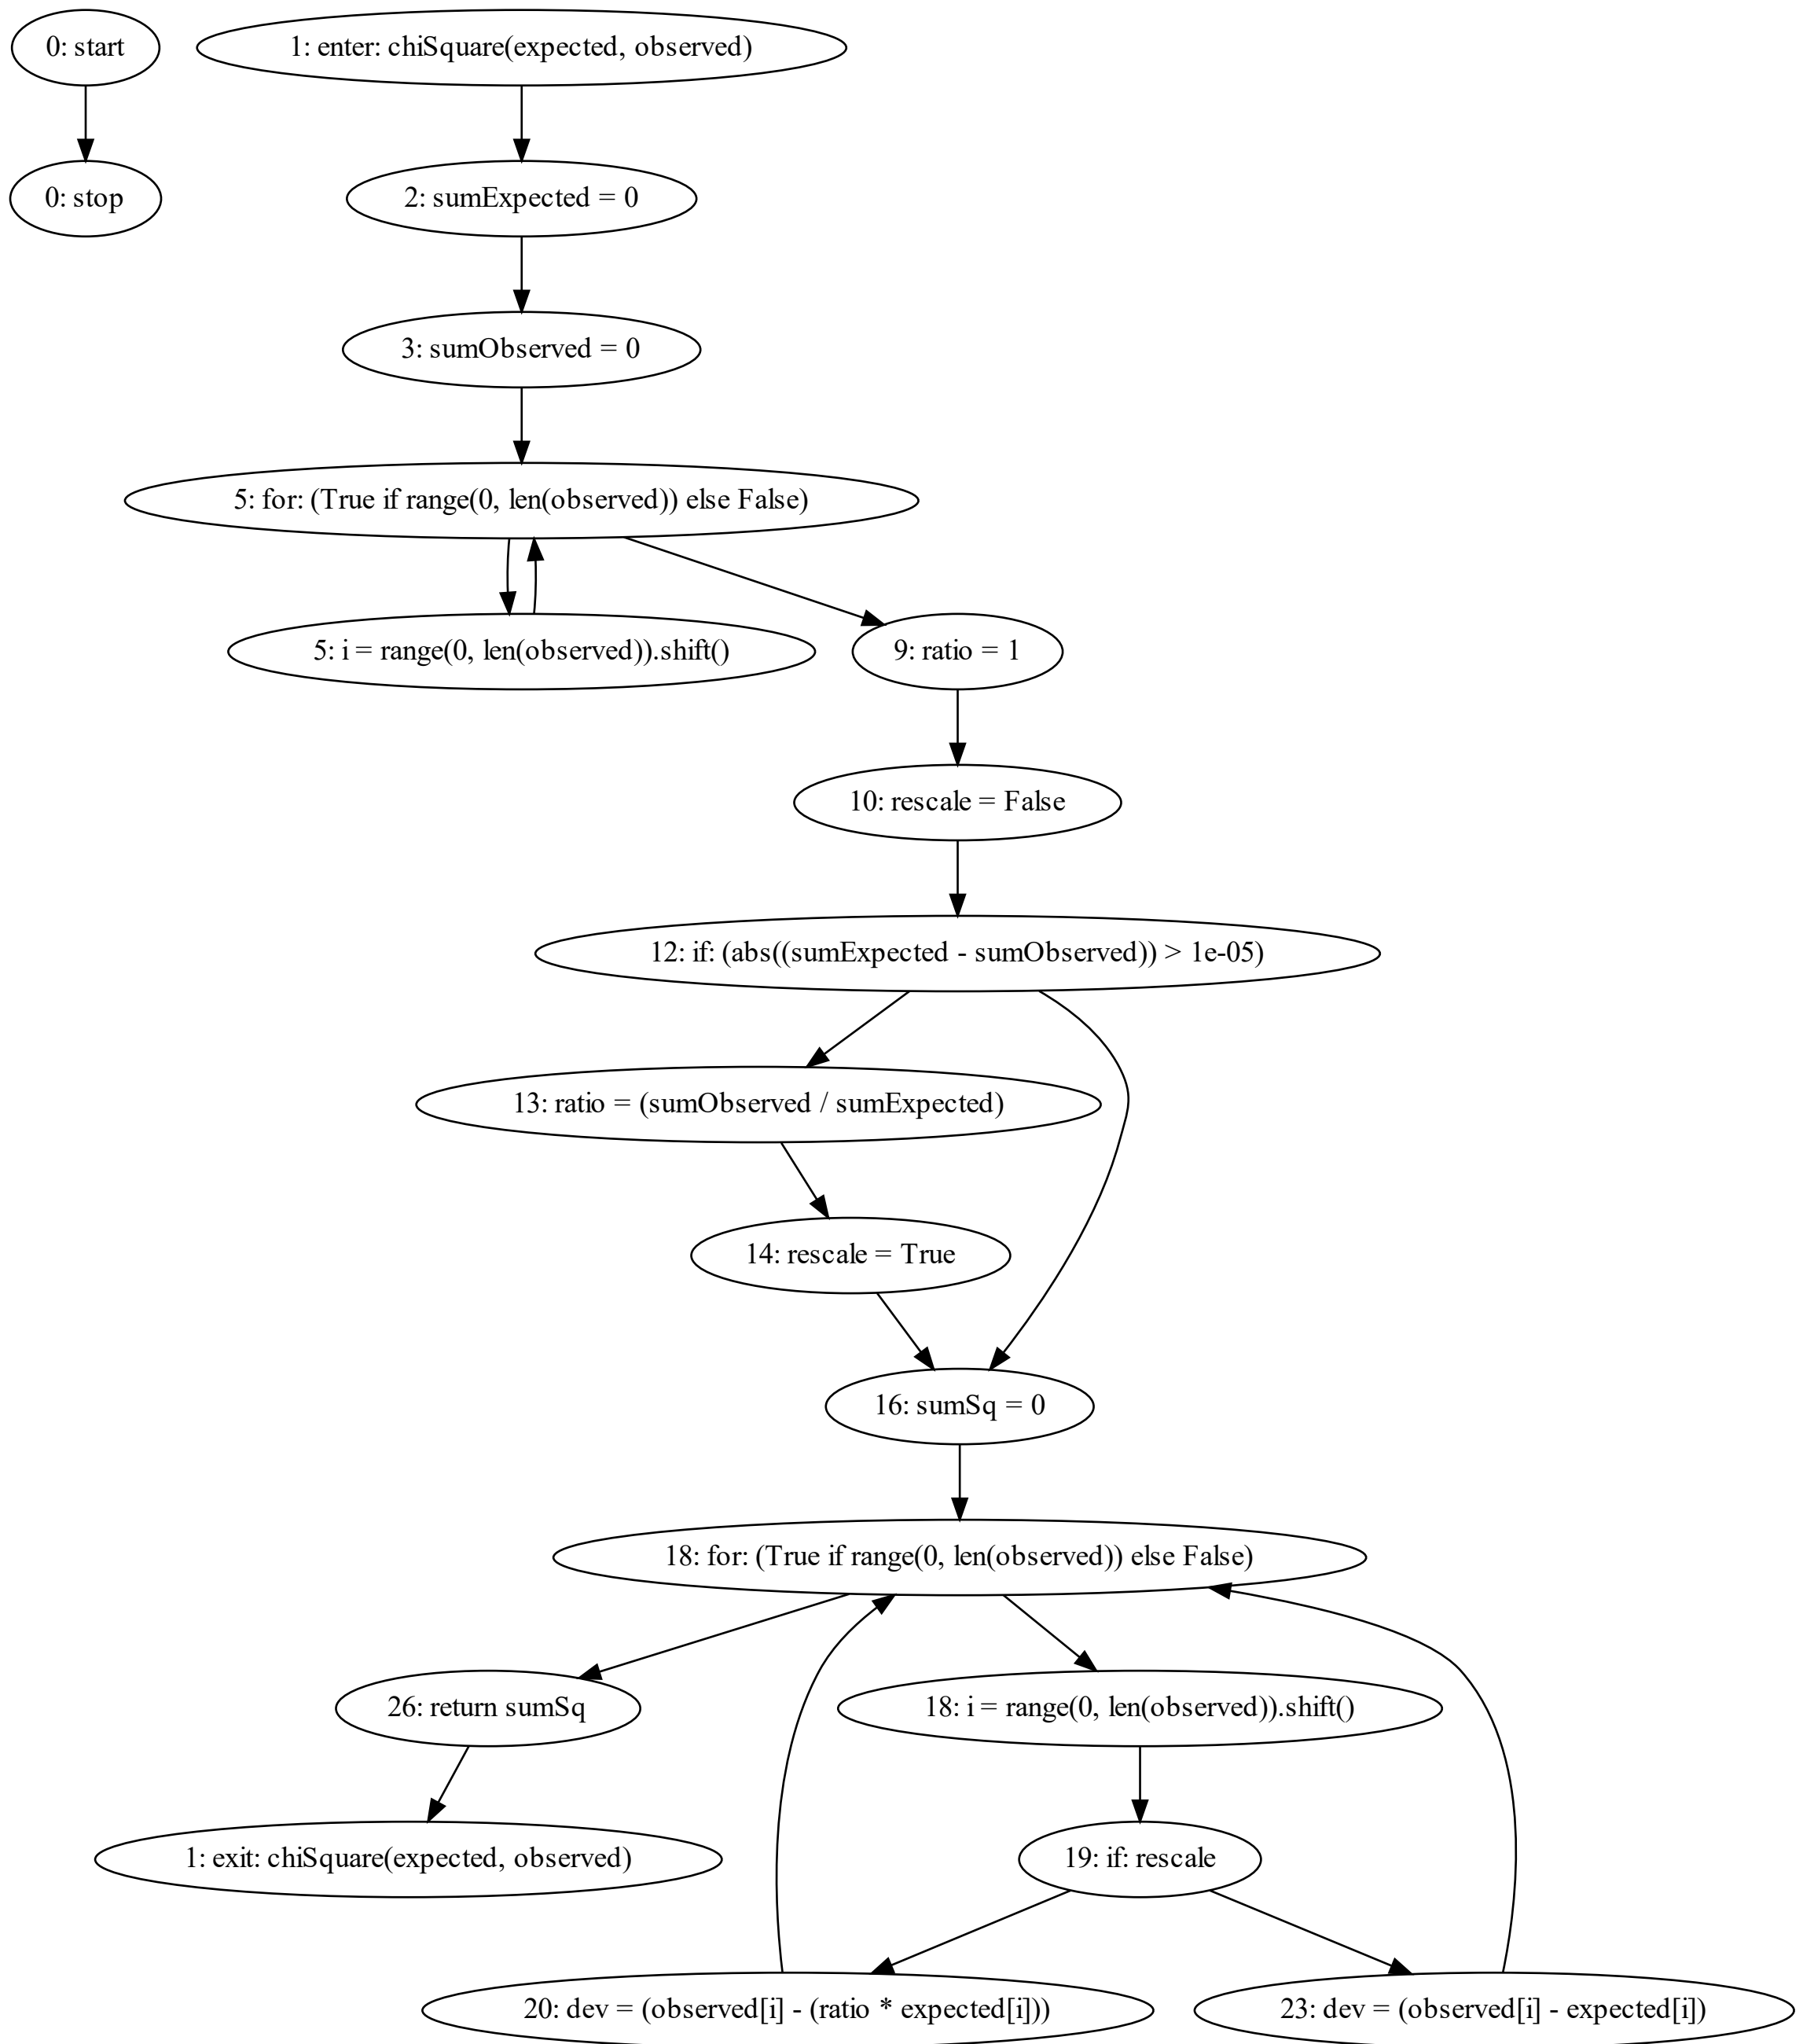 0: start
1: enter: chiSquare(expected, observed)
0: stop
2: sumExpected = 0
3: sumObserved = 0
5: for: (True if range(0, len(observed)) else False)
5: i = range(0, len(observed)).shift()
9: ratio = 1
10: rescale = False
12: if: (abs((sumExpected - sumObserved)) > 1e-05)
13: ratio = (sumObserved / sumExpected)
14: rescale = True
16: sumSq = 0
18: for: (True if range(0, len(observed)) else False)
26: return sumSq
18: i = range(0, len(observed)).shift()
1: exit: chiSquare(expected, observed)
19: if: rescale
20: dev = (observed[i] - (ratio * expected[i]))
23: dev = (observed[i] - expected[i])